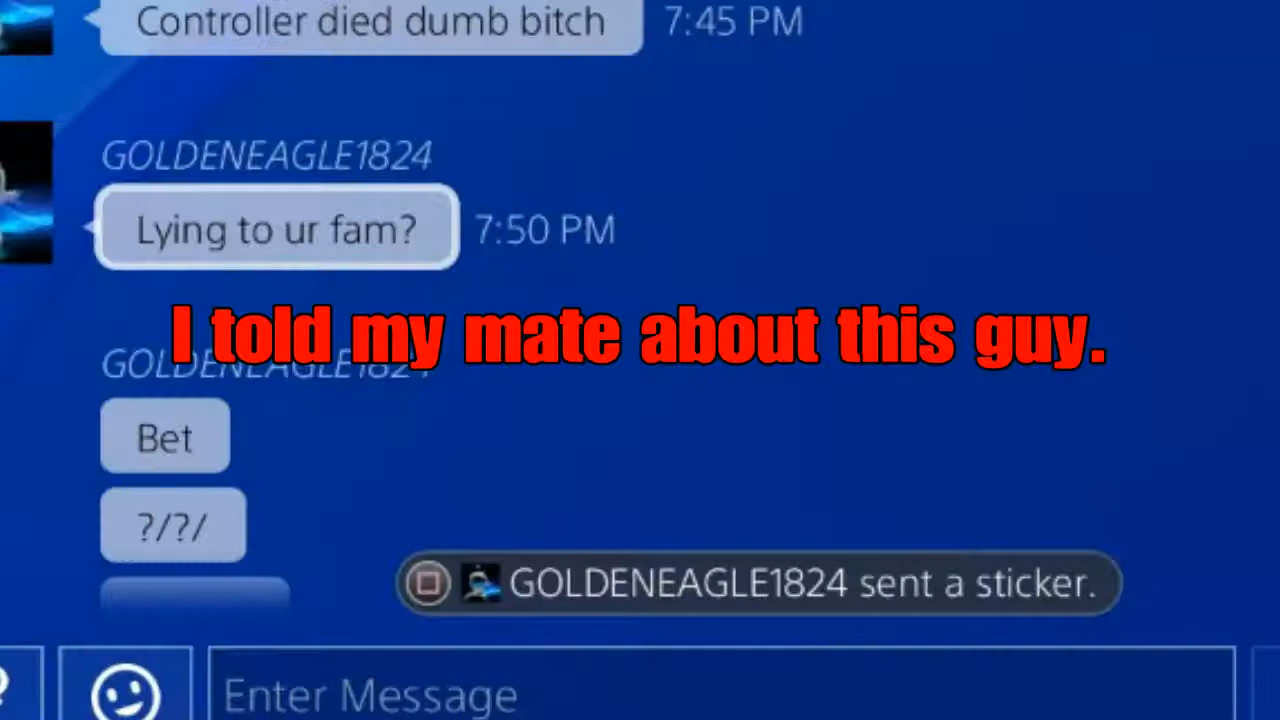 Controller died dumb bitch 7:45 PM
GOLDENEAGLE1824
Lying to ur fam? 7:50 PM
I told my mate about this guy.
GOLDENEAGLE1824
Bet
?/?/
GOLDENEAGLE1824 sent a sticker.
Enter Message